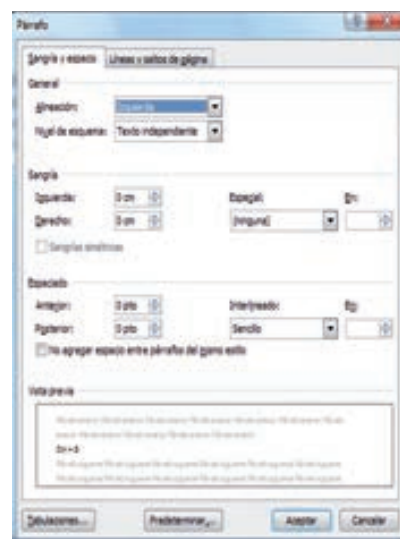 Párrafo
Sangría y espacio Líneas y saltos de página
General
Alineación: Izquierda
Nivel de esquema: Texto independiente
Sangría
Izquierda: 0 cm Especial: En:
Derecho: 0 cm (ninguna)
Sangrías simétricas
Espaciado
Anterior: 0 pto Interlineado: En:
Posterior: 0 pto Sencillo
No agregar espacio entre párrafos del mismo estilo
Vista previa
Tabulaciones... Predeterminar... Aceptar Cancelar